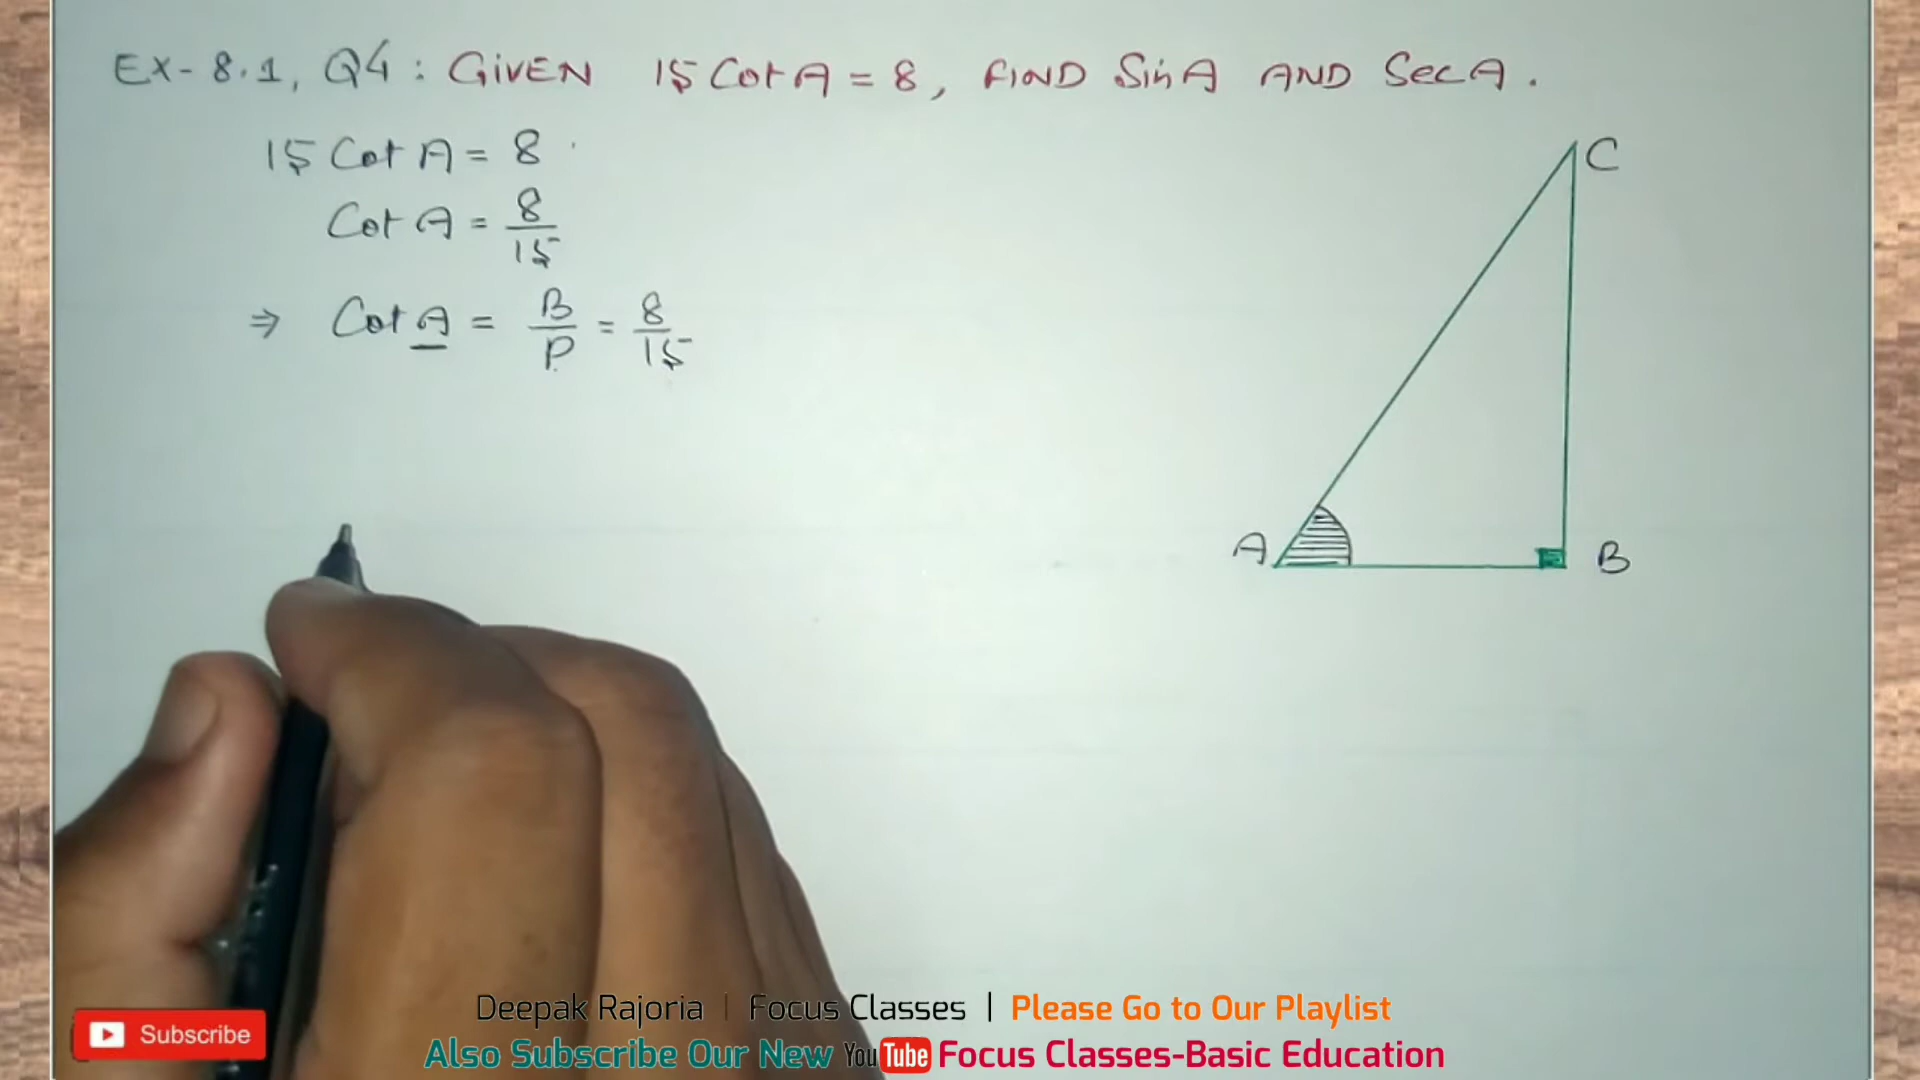 EX-8.1, Q4: GIVEN 15 Cot A = 8, FIND Sin A AND Sec A.
15 Cot A = 8
Cot A = 8/15
⇒ Cot A = B/P = 8/15
C
A
B
Subscribe
Deepak Rajoria | Focus Classes | Please Go to Our Playlist
Also Subscribe Our New YouTube Focus Classes-Basic Education